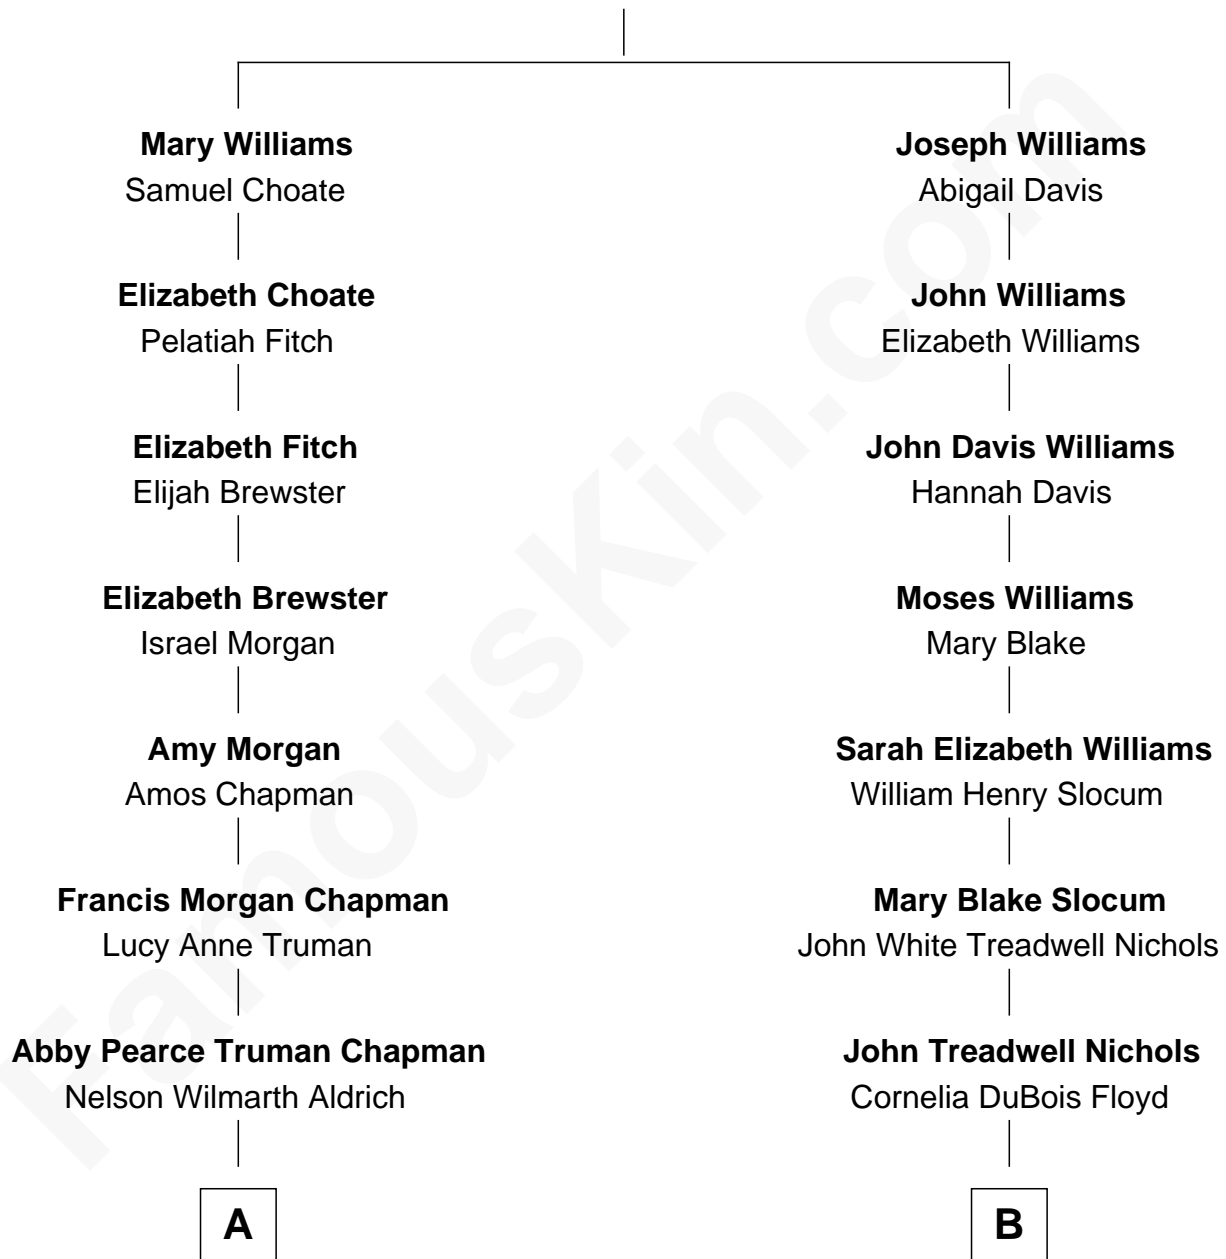 Mary Williams
Samuel Choate
Elizabeth Choate
Pelatiah Fitch
Elizabeth Fitch
Elijah Brewster
Elizabeth Brewster
Israel Morgan
Amy Morgan
Amos Chapman
Francis Morgan Chapman
Lucy Anne Truman
Abby Pearce Truman Chapman
Nelson Wilmarth Aldrich
A
Joseph Williams
Abigail Davis
John Williams
Elizabeth Williams
John Davis Williams
Hannah Davis
Moses Williams
Mary Blake
Sarah Elizabeth Williams
William Henry Slocum
Mary Blake Slocum
John White Treadwell Nichols
John Treadwell Nichols
Cornelia DuBois Floyd
B
FamousKin.com